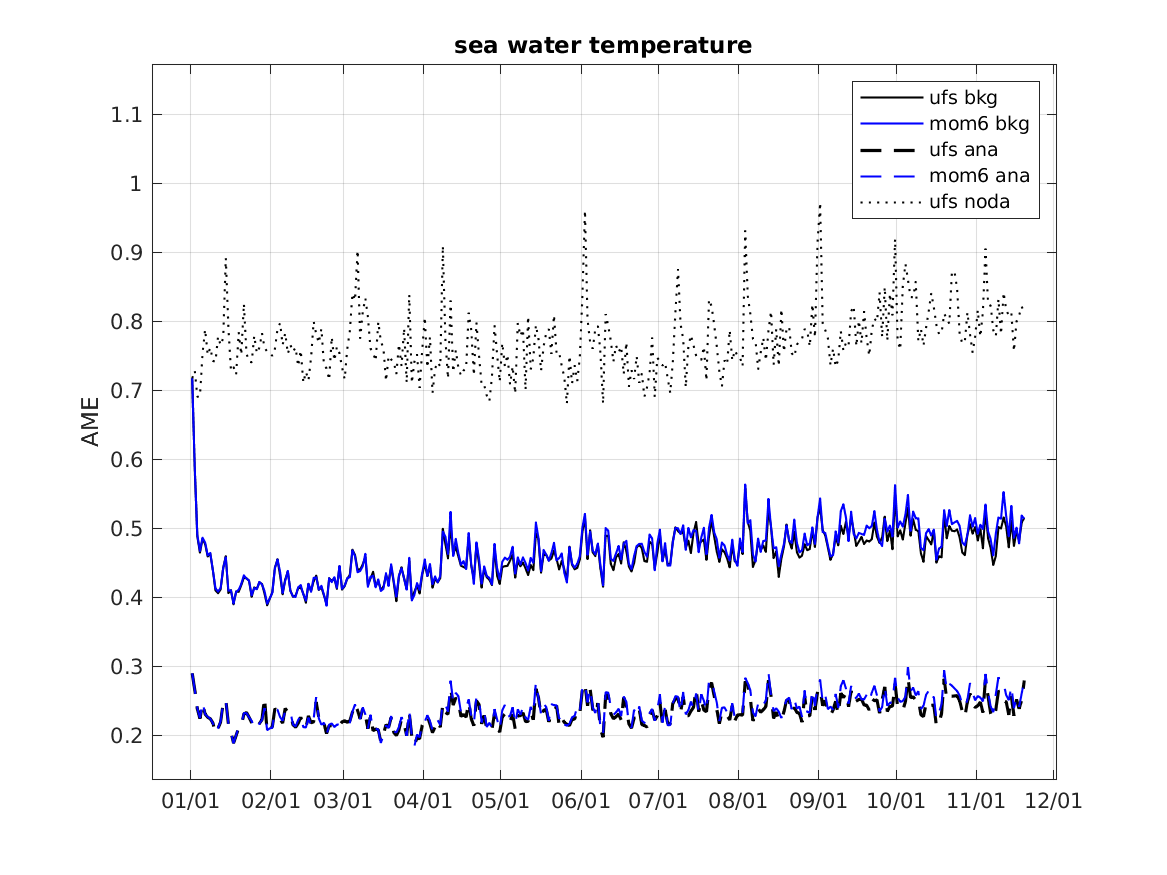 sea water temperature
ufs bkg
mom6 bkg
ufs ana
mom6 ana
ufs noda
AME
1.1
1
0.9
0.8
0.7
0.6
0.5
0.4
0.3
0.2
01/01 02/01 03/01 04/01 05/01 06/01 07/01 08/01 09/01 10/01 11/01 12/01